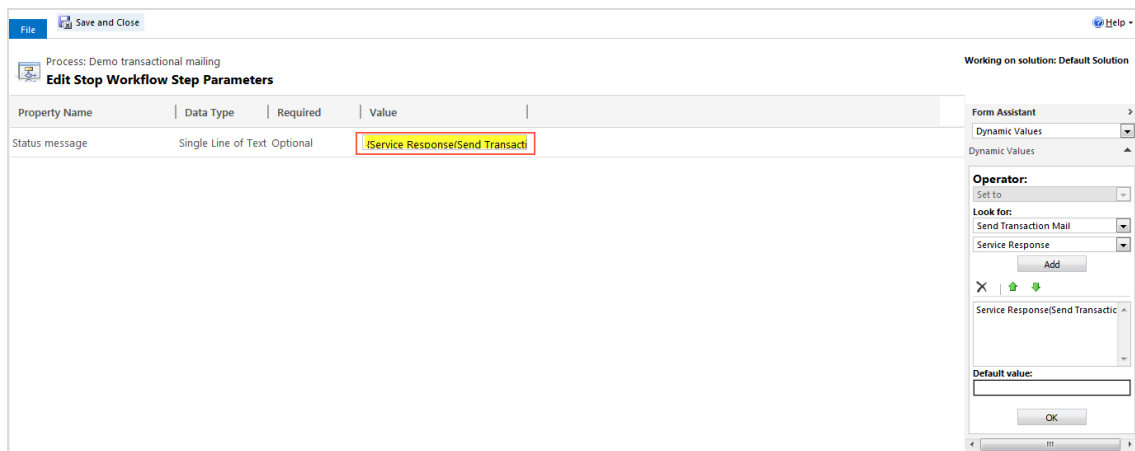 File
Save and Close
Help
Process: Demo transactional mailing
Edit Stop Workflow Step Parameters
Working on solution: Default Solution
Property Name Data Type Required Value
Status message Single Line of Text Optional {Service Response(Send Transacti
Form Assistant
Dynamic Values
Dynamic Values
Operator:
Set to
Look for:
Send Transaction Mail
Service Response
Add
Service Response(Send Transactic
Default value:
OK